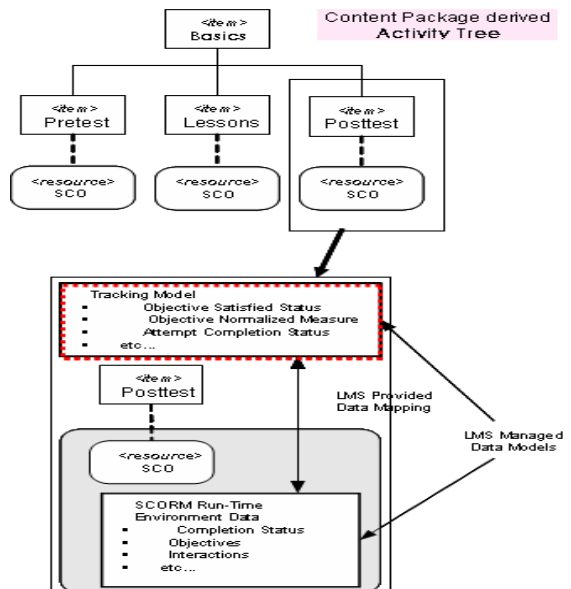 Content Package derived
Activity Tree
<item>
Basics
<item>
Pretest
<item>
Lessons
<item>
Posttest
<resource>
SCO
<resource>
SCO
<resource>
SCO
Tracking Model
▪ Objective Satisfied Status
▪ Objective Normalized Measure
▪ Attempt Completion Status
▪ etc...
<item>
Posttest
LMS Provided
Data Mapping
LMS Managed
Data Models
<resource>
SCO
SCORM Run-Time
Environment Data
▪ Completion Status
▪ Objectives
▪ Interactions
▪ etc...